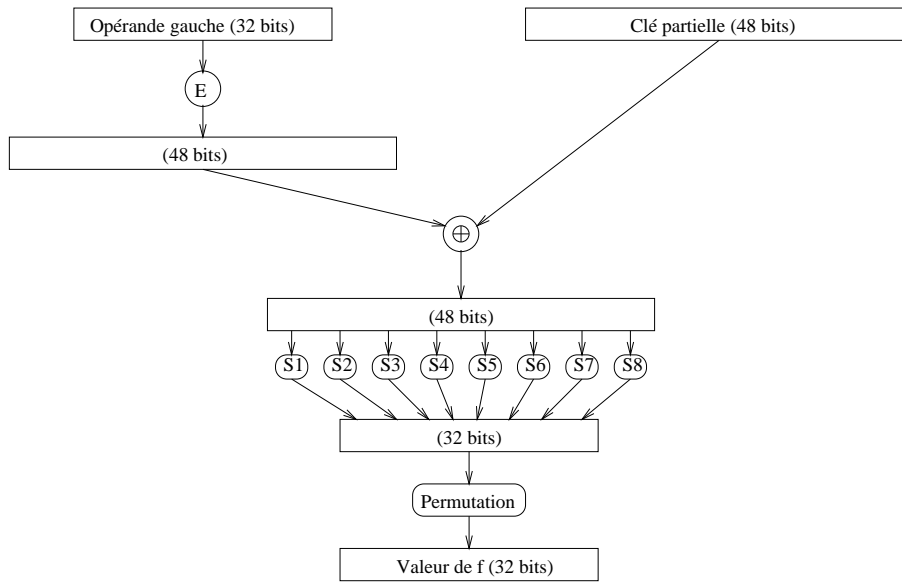 Opérande gauche (32 bits)
Clé partielle (48 bits)
E
(48 bits)
⊕
(48 bits)
S1 S2 S3 S4 S5 S6 S7 S8
(32 bits)
Permutation
Valeur de f (32 bits)